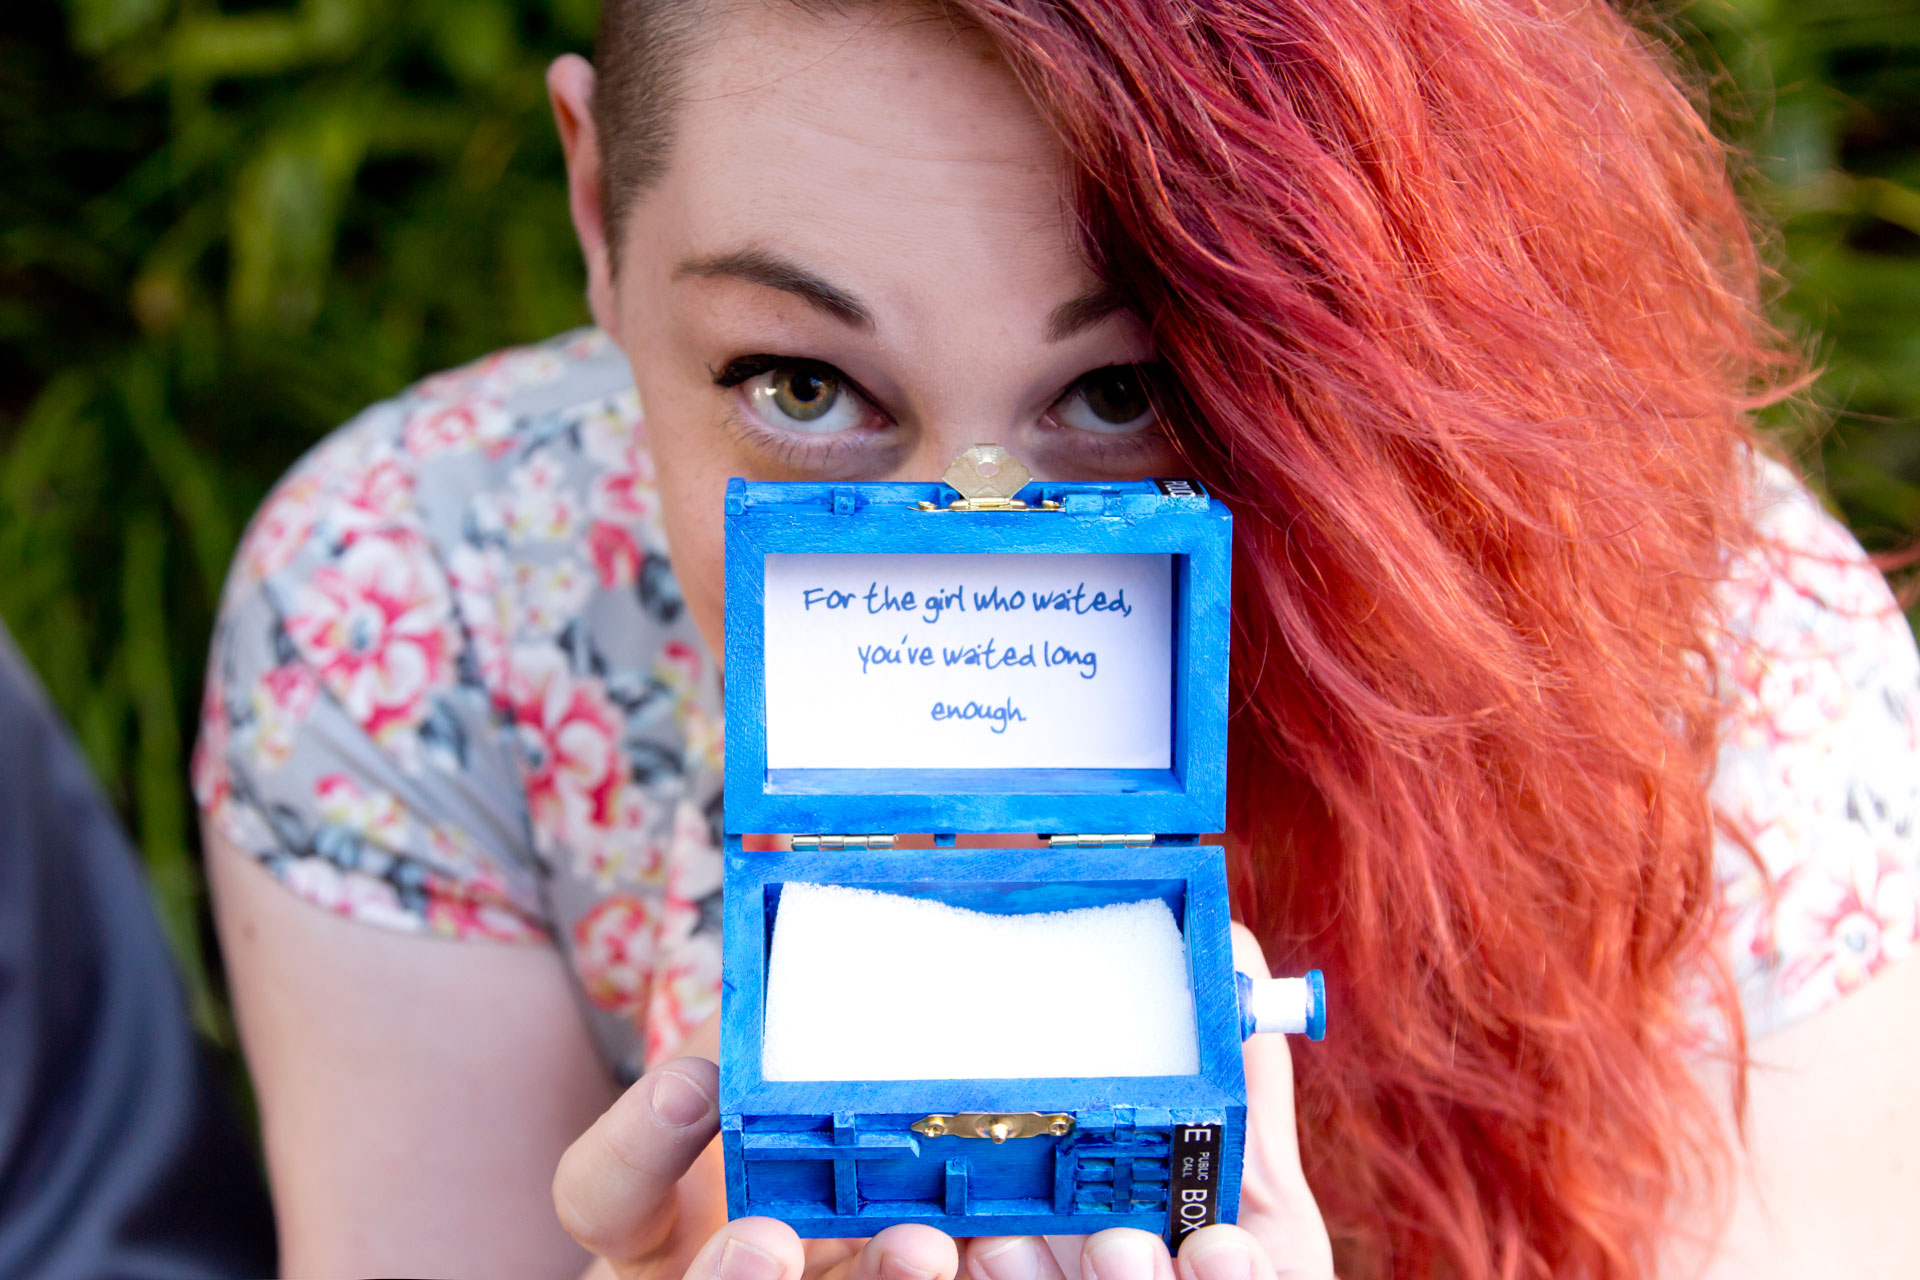 For the girl who waited,
you've waited long
enough.
PUBLIC
CALL
BOX